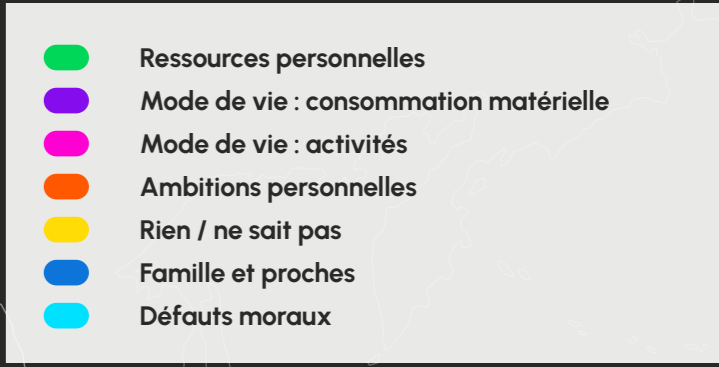 Ressources personnelles
Mode de vie : consommation matérielle
Mode de vie : activités
Ambitions personnelles
Rien / ne sait pas
Famille et proches
Défauts moraux